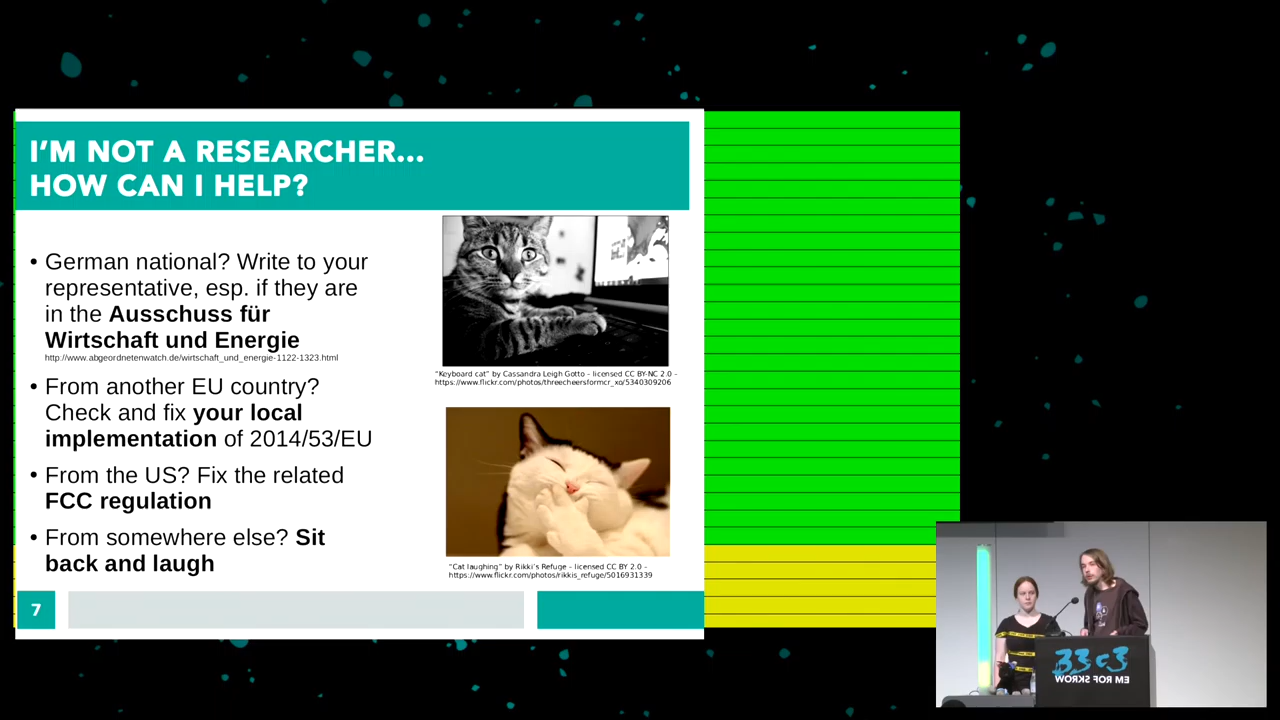 I'M NOT A RESEARCHER...
HOW CAN I HELP?
• German national? Write to your
representative, esp. if they are
in the Ausschuss für
Wirtschaft und Energie
http://www.abgeordnetenwatch.de/wirtschaft_und_energie-1122-1323.html
• From another EU country?
Check and fix your local
implementation of 2014/53/EU
• From the US? Fix the related
FCC regulation
• From somewhere else? Sit
back and laugh
"Keyboard cat" by Cassandra Leigh Gotto – licensed CC BY-NC 2.0 –
https://www.flickr.com/photos/threecheersformcr_xo/5340309206
"Cat laughing" by Rikki's Refuge – licensed CC BY 2.0 –
https://www.flickr.com/photos/rikkis_refuge/5016931339
7
33c3
WORKS FOR ME